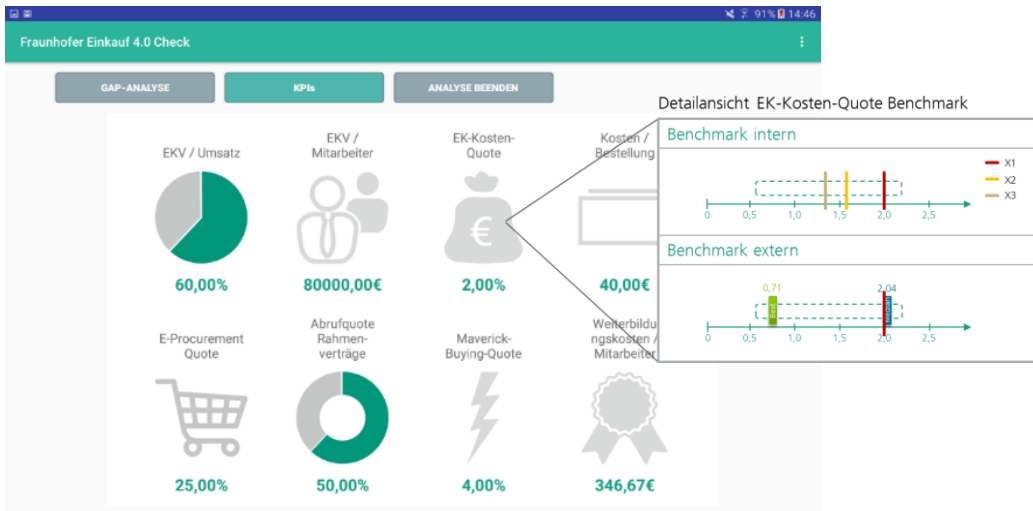 91% 14:46
Fraunhofer Einkauf 4.0 Check
GAP-ANALYSE
KPIs
ANALYSE BEENDEN
EKV / Umsatz
60,00%
EKV /
Mitarbeiter
80000,00€
EK-Kosten-
Quote
€
2,00%
Kosten /
Bestellung
40,00€
E-Procurement
Quote
25,00%
Abrufquote
Rahmen-
verträge
50,00%
Maverick-
Buying-Quote
4,00%
Weiterbildu
ngskosten /
Mitarbeiter
346,67€
Detailansicht EK-Kosten-Quote Benchmark
Benchmark intern
X1
X2
X3
0 0,5 1,0 1,5 2,0 2,5
Benchmark extern
0,71 2,04
Best
Median
0 0,5 1,0 1,5 2,0 2,5